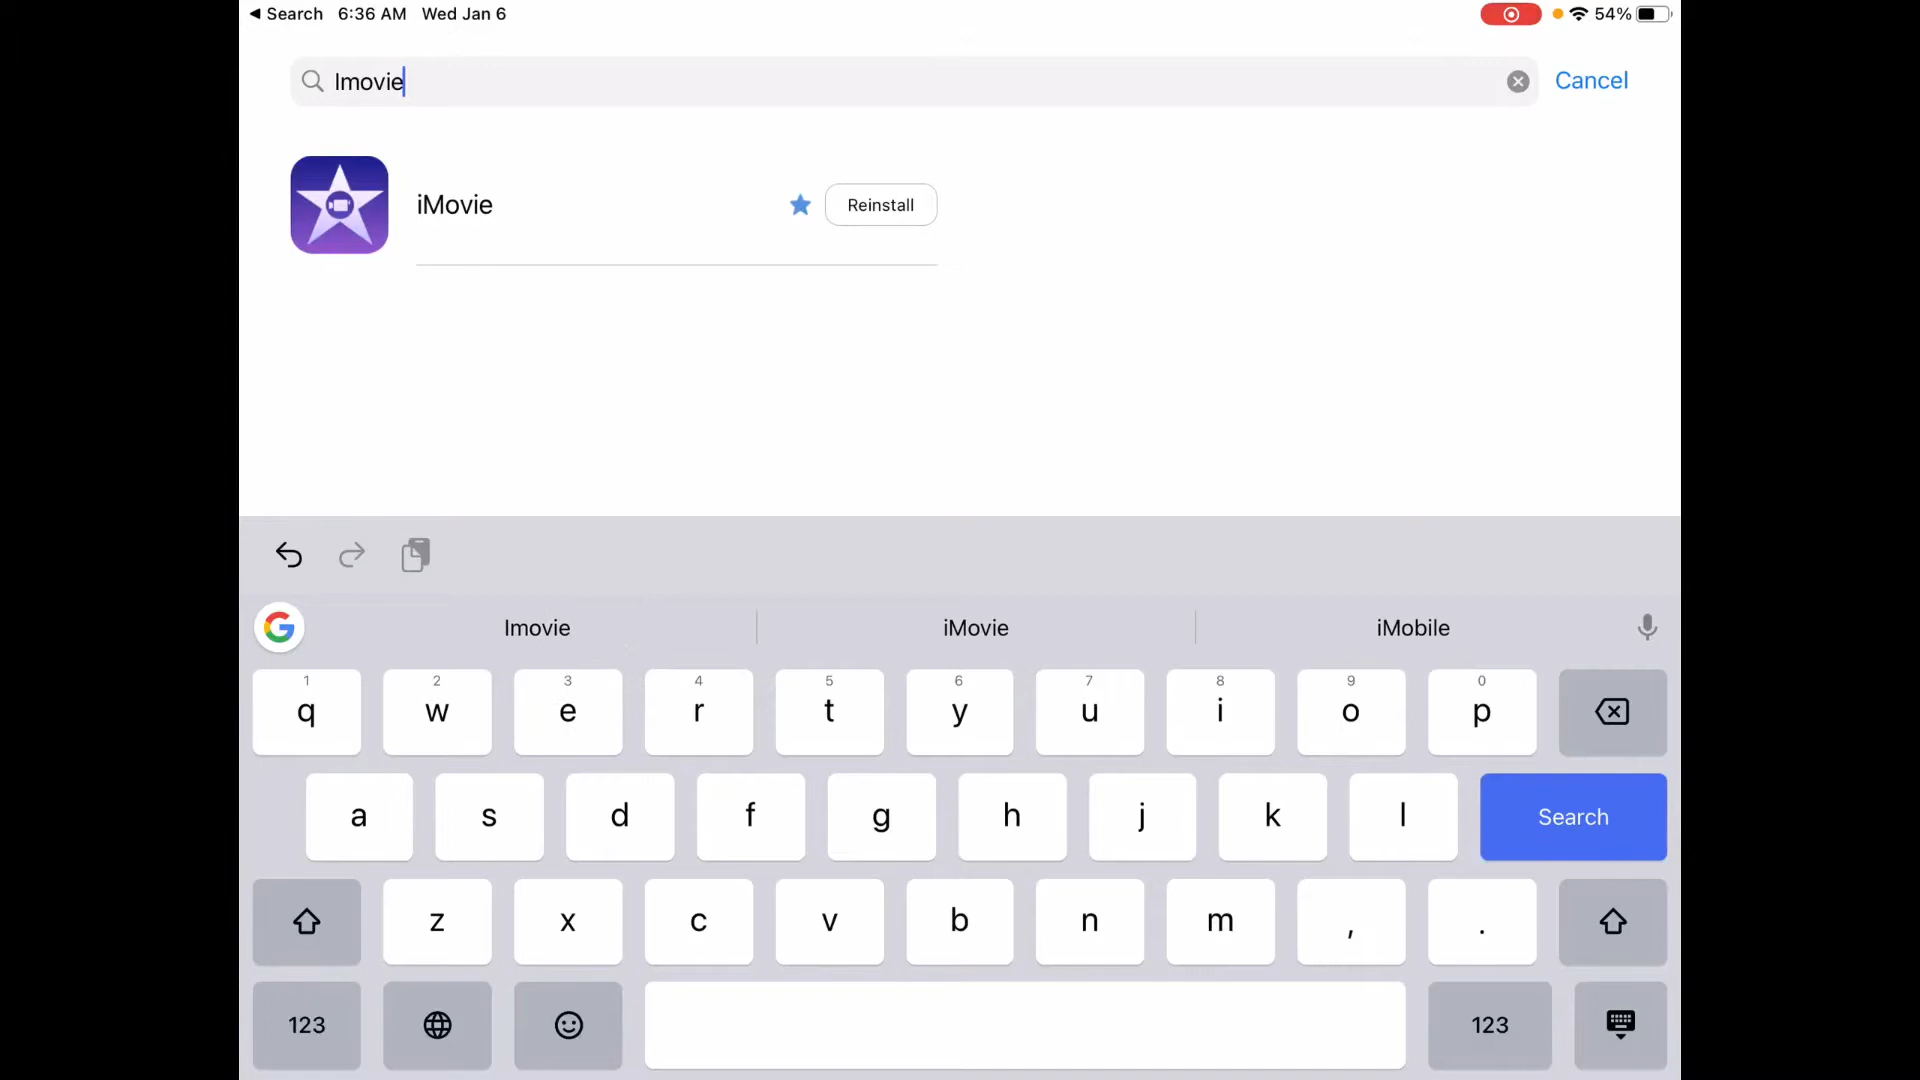 Search 6:36 AM Wed Jan 6 54%
Imovie Cancel
iMovie Reinstall
Imovie iMovie iMobile
1 2 3 4 5 6 7 8 9 0
q w e r t y u i o p
a s d f g h j k l Search
z x c v b n m , .
123 123